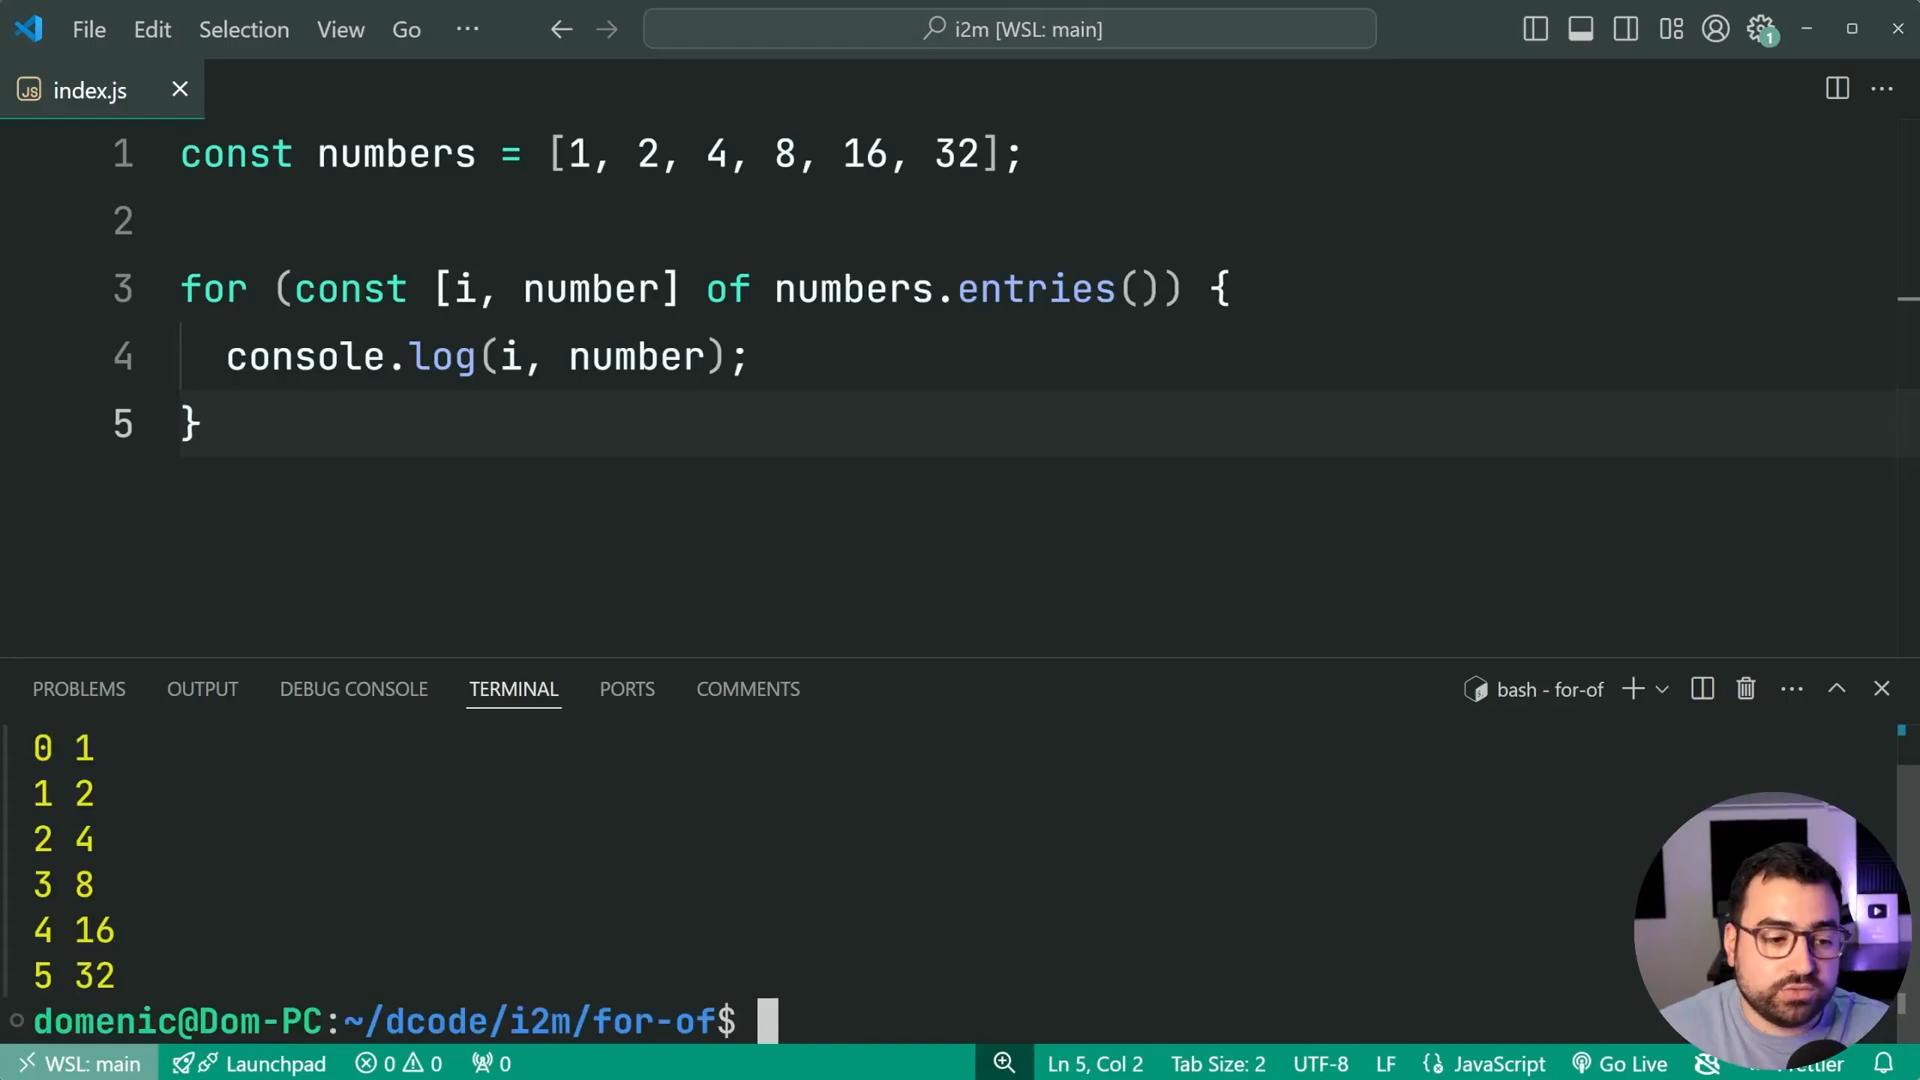 File Edit Selection View Go ···
i2m [WSL: main]
1
JS index.js
1 const numbers = [1, 2, 4, 8, 16, 32];
2
3 for (const [i, number] of numbers.entries()) {
4 console.log(i, number);
5 }
PROBLEMS OUTPUT DEBUG CONSOLE TERMINAL PORTS COMMENTS
bash - for-of
0 1
1 2
2 4
3 8
4 16
5 32
domenic@Dom-PC:~/dcode/i2m/for-of$
WSL: main Launchpad 0 0 0 Ln 5, Col 2 Tab Size: 2 UTF-8 LF {} JavaScript Go Live